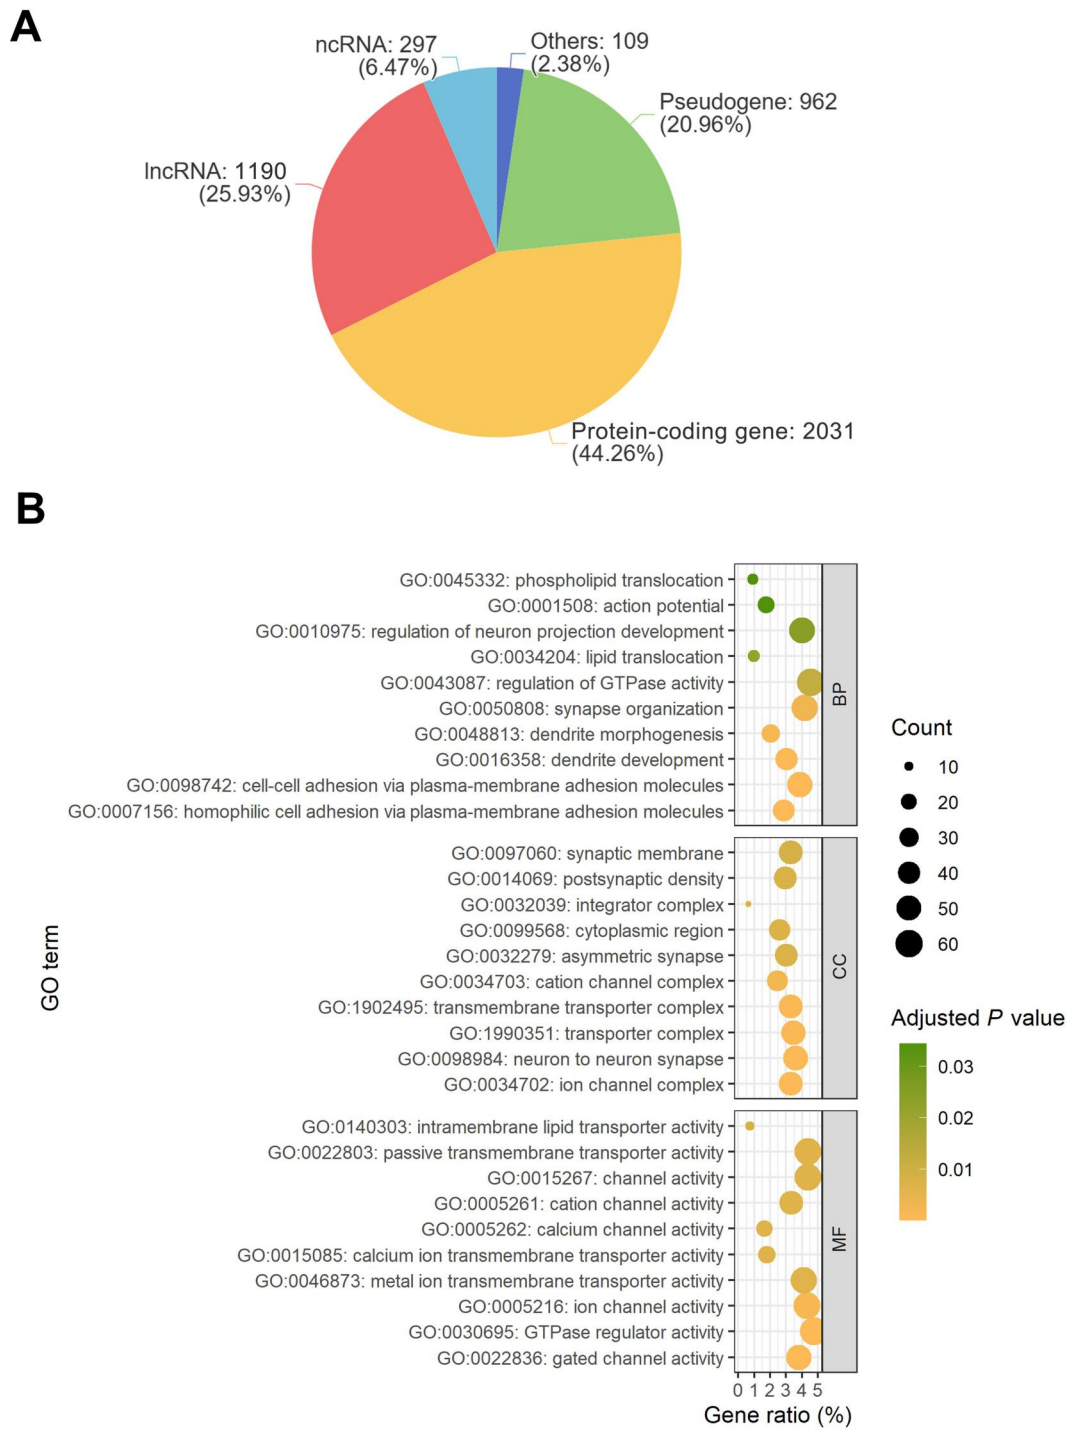 A
ncRNA: 297
(6.47%)
Others: 109
(2.38%)
Pseudogene: 962
(20.96%)
lncRNA: 1190
(25.93%)
Protein-coding gene: 2031
(44.26%)
B
GO term
GO:0045332: phospholipid translocation
GO:0001508: action potential
GO:0010975: regulation of neuron projection development
GO:0034204: lipid translocation
GO:0043087: regulation of GTPase activity
GO:0050808: synapse organization
GO:0048813: dendrite morphogenesis
GO:0016358: dendrite development
GO:0098742: cell-cell adhesion via plasma-membrane adhesion molecules
GO:0007156: homophilic cell adhesion via plasma-membrane adhesion molecules
BP
GO:0097060: synaptic membrane
GO:0014069: postsynaptic density
GO:0032039: integrator complex
GO:0099568: cytoplasmic region
GO:0032279: asymmetric synapse
GO:0034703: cation channel complex
GO:1902495: transmembrane transporter complex
GO:1990351: transporter complex
GO:0098984: neuron to neuron synapse
GO:0034702: ion channel complex
CC
GO:0140303: intramembrane lipid transporter activity
GO:0022803: passive transmembrane transporter activity
GO:0015267: channel activity
GO:0005261: cation channel activity
GO:0005262: calcium channel activity
GO:0015085: calcium ion transmembrane transporter activity
GO:0046873: metal ion transmembrane transporter activity
GO:0005216: ion channel activity
GO:0030695: GTPase regulator activity
GO:0022836: gated channel activity
MF
0 1 2 3 4 5
Gene ratio (%)
Count
10
20
30
40
50
60
Adjusted P value
0.03
0.02
0.01